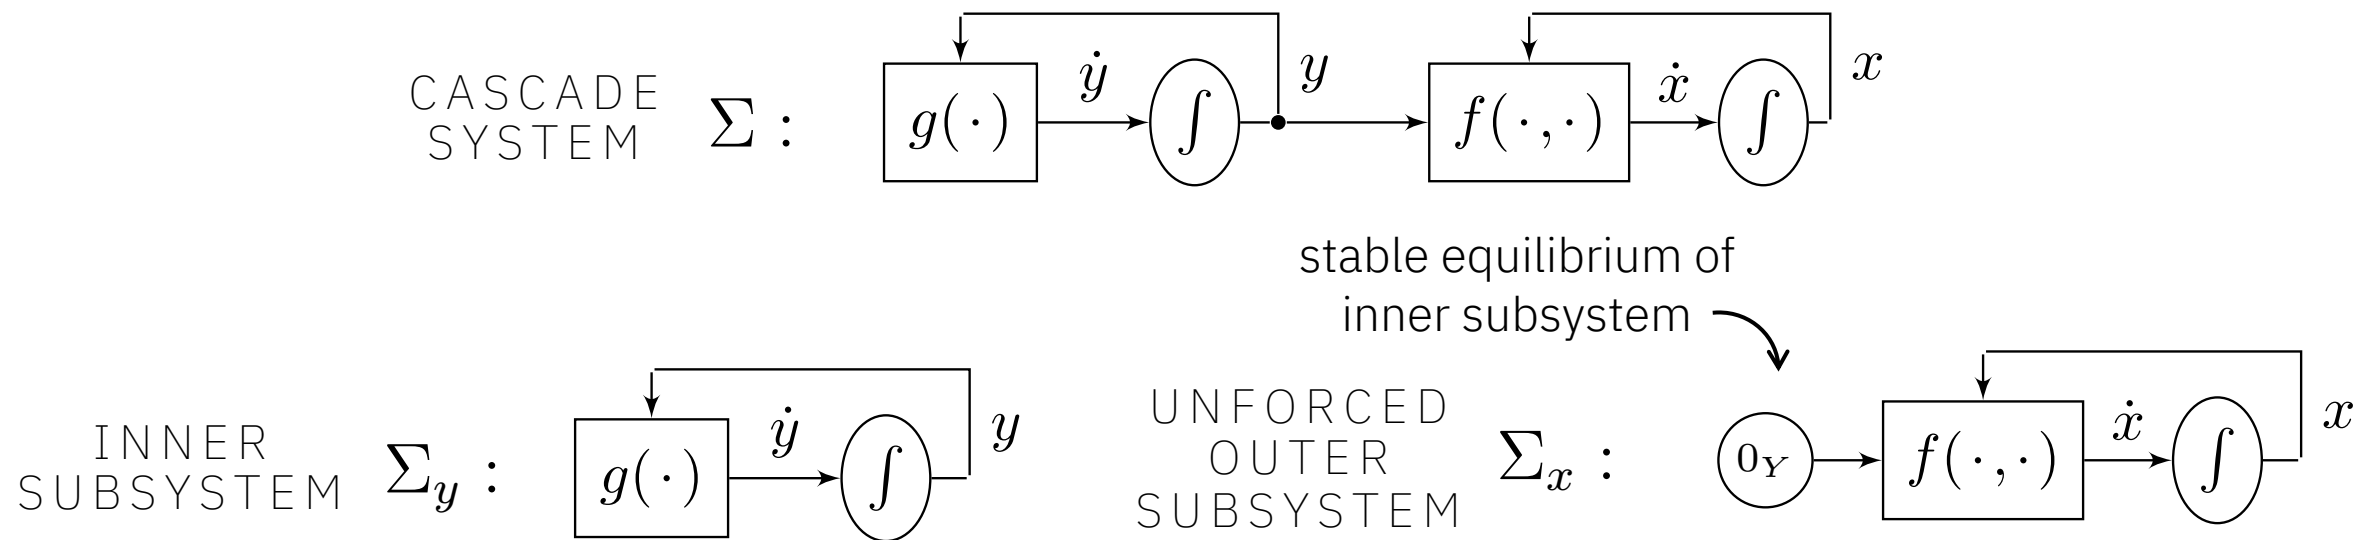 CASCADE
SYSTEM
Σ :
g(·)
ẏ
∫
y
f(·,·)
ẋ
∫
x
stable equilibrium of
inner subsystem
INNER
SUBSYSTEM
Σ_y :
g(·)
ẏ
∫
y
UNFORCED
OUTER
SUBSYSTEM
Σ_x :
0_Y
f(·,·)
ẋ
∫
x